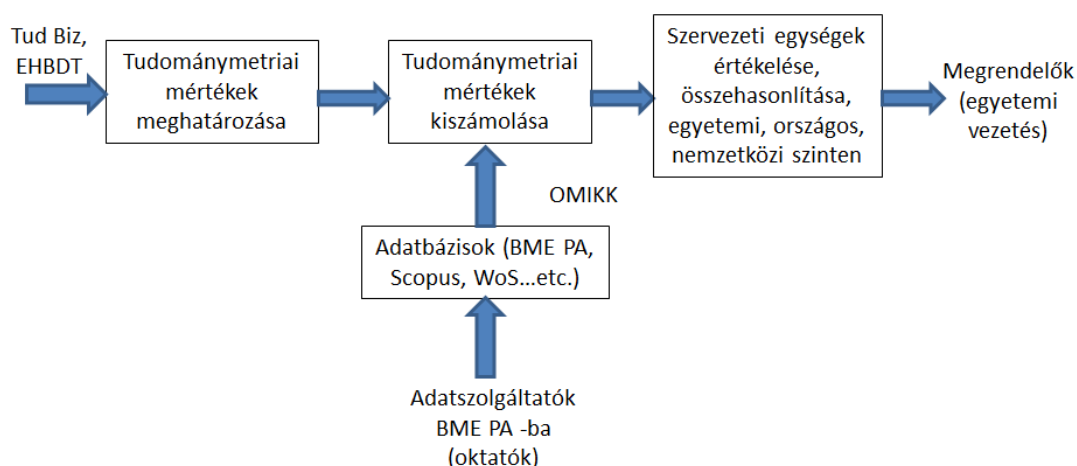 Tud Biz,
EHBDT
Tudománymetriai
mértékek
meghatározása
Tudománymetriai
mértékek
kiszámolása
Szervezeti egységek
értékelése,
összehasonlítása,
egyetemi, országos,
nemzetközi szinten
Megrendelők
(egyetemi
vezetés)
OMIKK
Adatbázisok (BME PA,
Scopus, WoS...etc.)
Adatszolgáltatók
BME PA -ba
(oktatók)